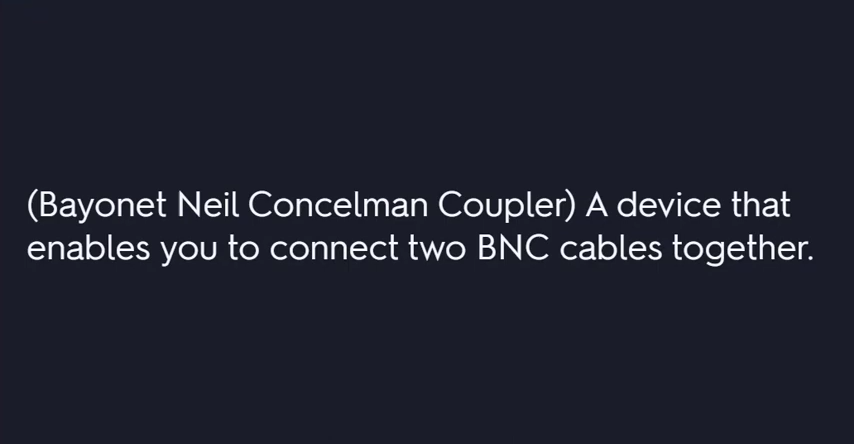 (Bayonet Neil Concelman Coupler) A device that
enables you to connect two BNC cables together.